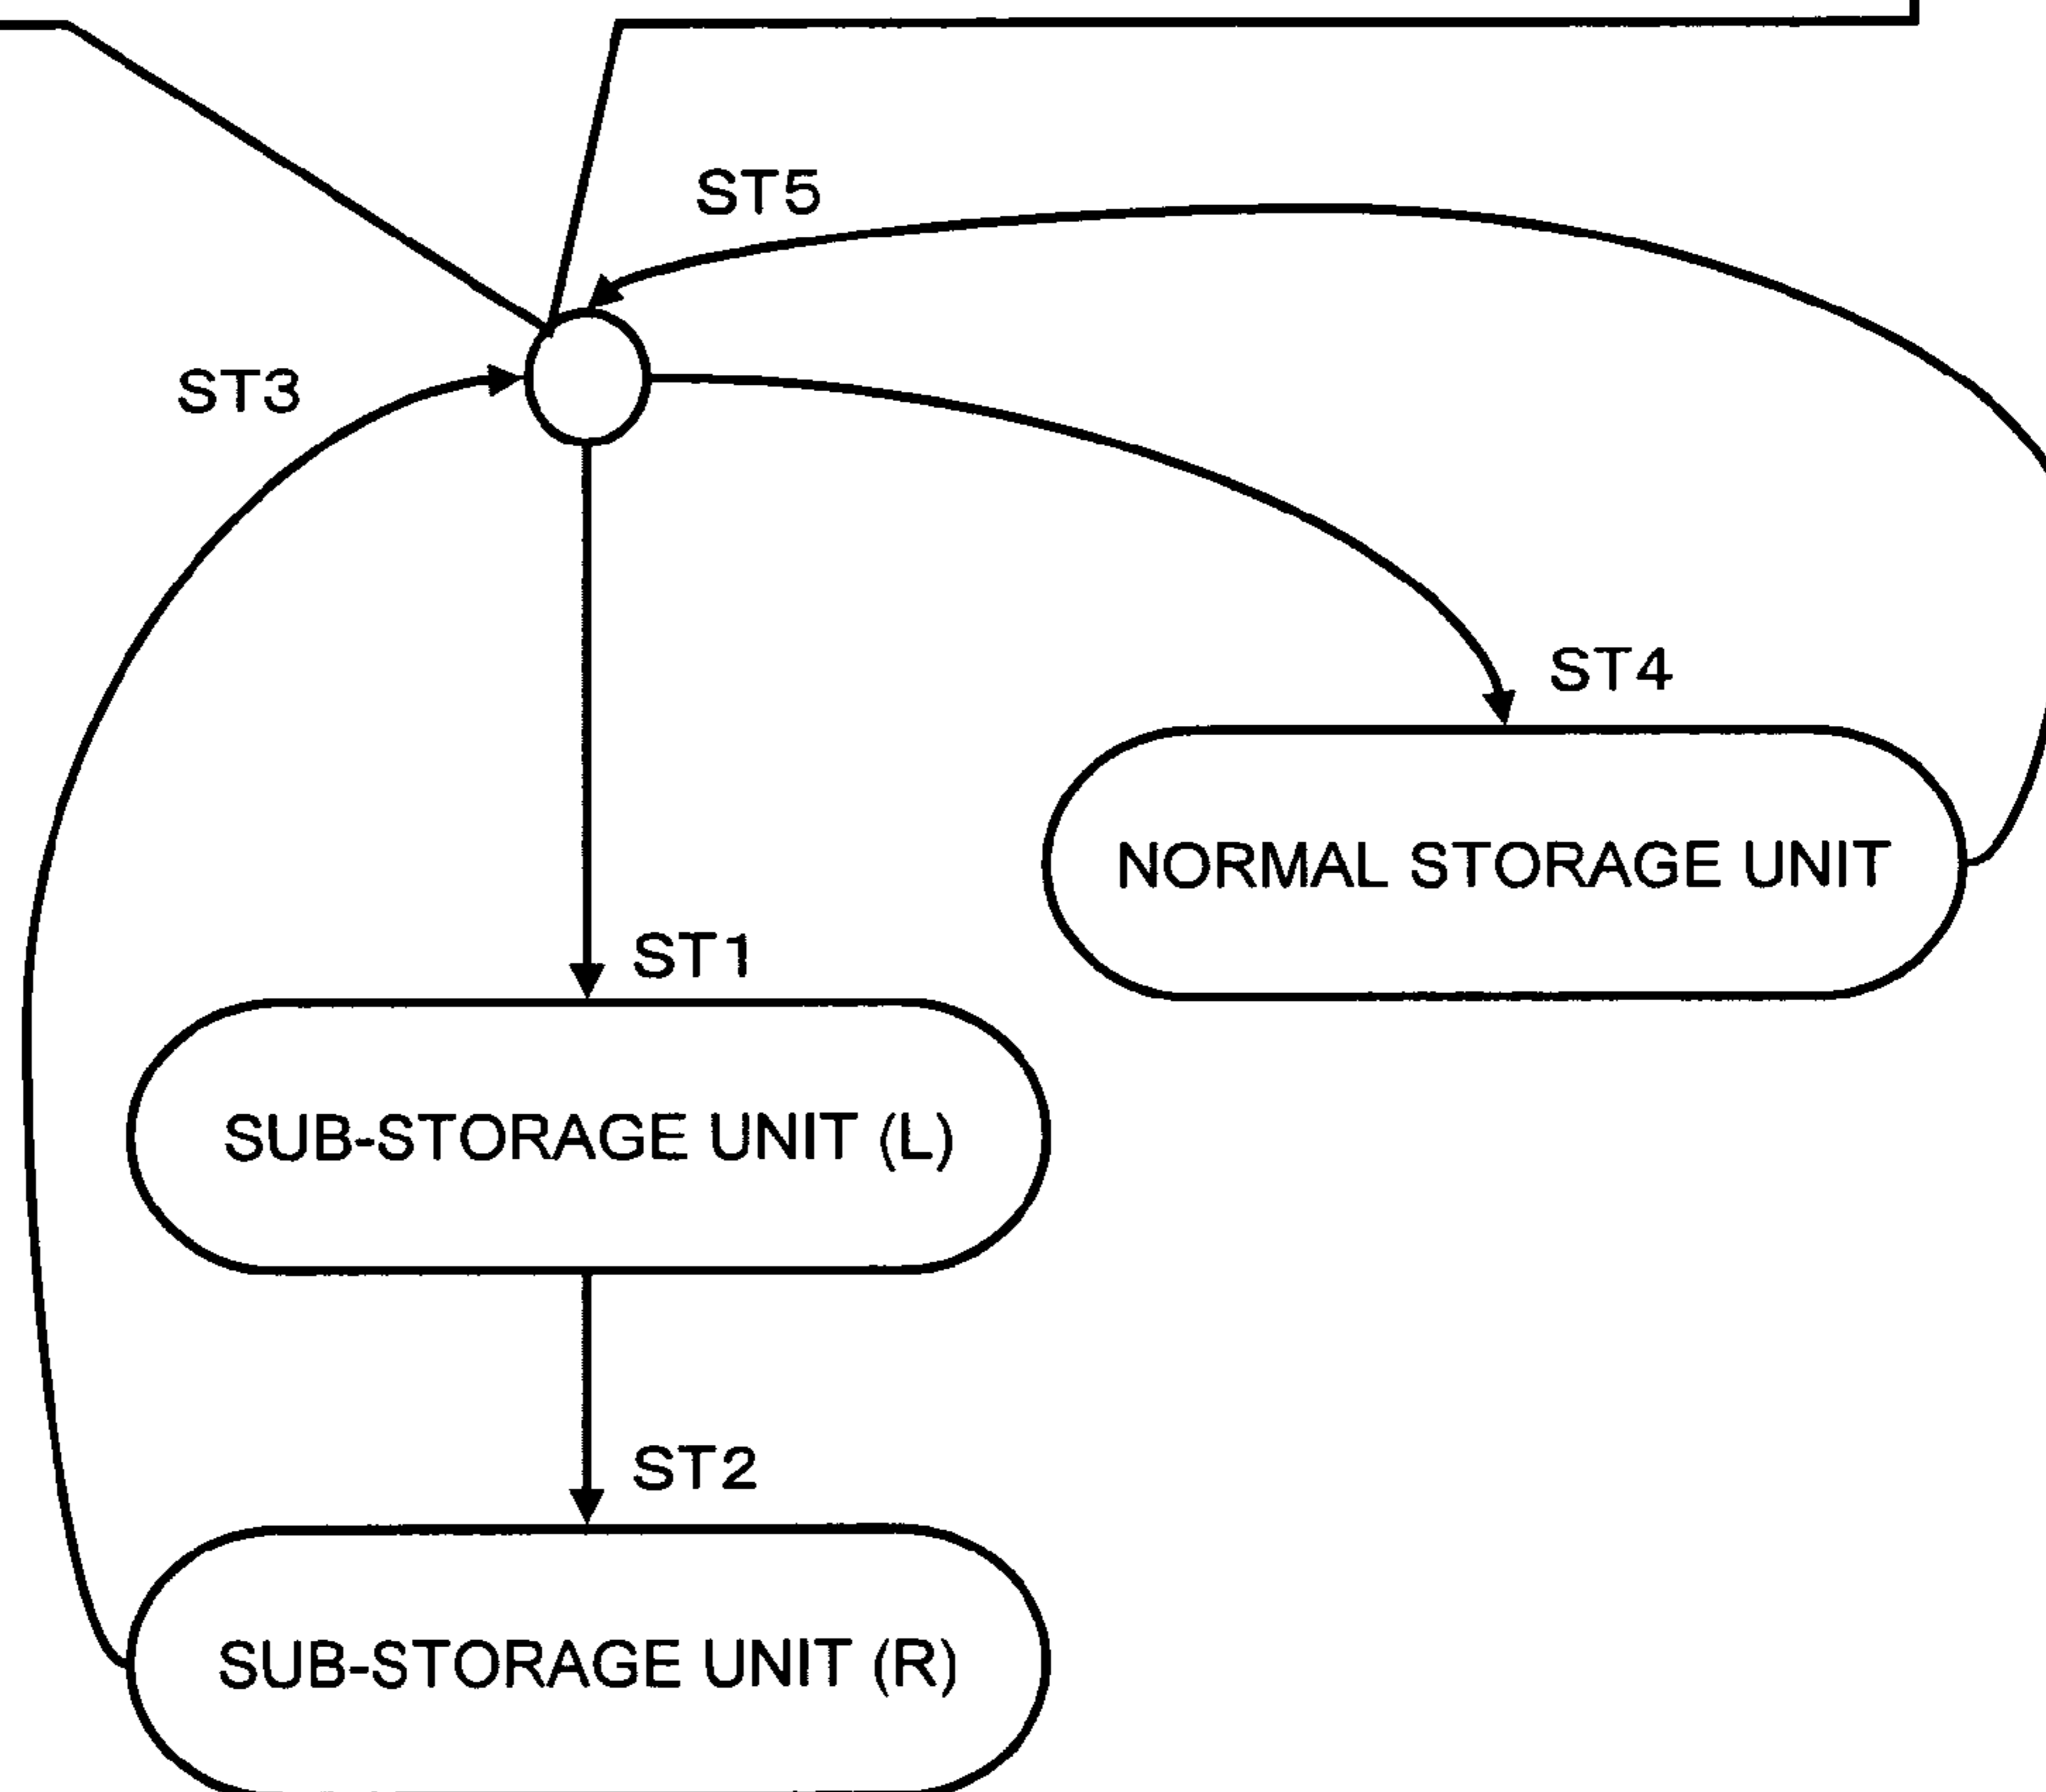 ST5
ST3
ST4
NORMAL STORAGE UNIT
ST1
SUB-STORAGE UNIT (L)
ST2
SUB-STORAGE UNIT (R)